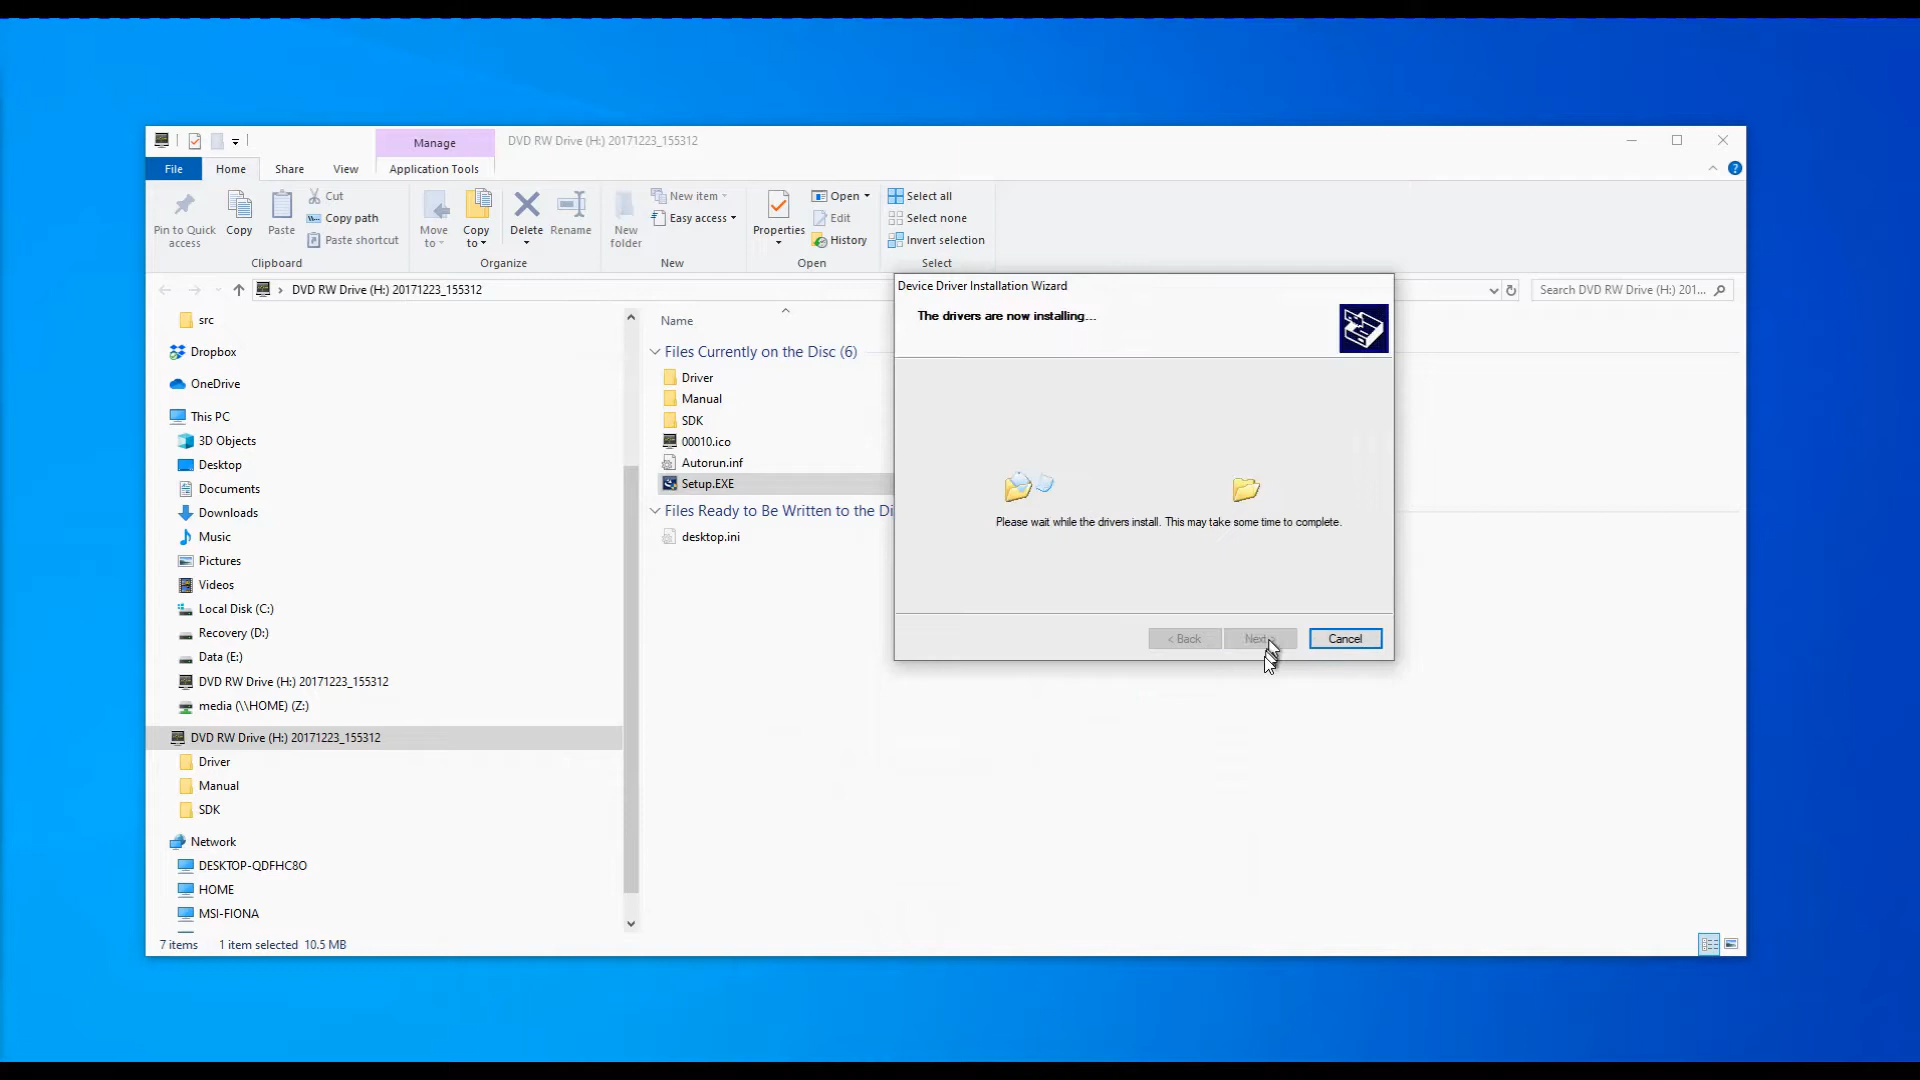 Manage
DVD RW Drive (H:) 20171223_155312
File
Home
Share
View
Application Tools
Pin to Quick access
Copy
Paste
Cut
Copy path
Paste shortcut
Clipboard
Move to
Copy to
Delete
Rename
Organize
New folder
New item
Easy access
New
Properties
Open
Edit
History
Open
Select all
Select none
Invert selection
Select
DVD RW Drive (H:) 20171223_155312
Search DVD RW Drive (H:) 201...
src
Dropbox
OneDrive
This PC
3D Objects
Desktop
Documents
Downloads
Music
Pictures
Videos
Local Disk (C:)
Recovery (D:)
Data (E:)
DVD RW Drive (H:) 20171223_155312
media (\\HOME) (Z:)
DVD RW Drive (H:) 20171223_155312
Driver
Manual
SDK
Network
DESKTOP-QDFHC8O
HOME
MSI-FIONA
Name
Files Currently on the Disc (6)
Driver
Manual
SDK
00010.ico
Autorun.inf
Setup.EXE
Files Ready to Be Written to the Di
desktop.ini
Device Driver Installation Wizard
The drivers are now installing...
Please wait while the drivers install. This may take some time to complete.
< Back
Next >
Cancel
7 items
1 item selected 10.5 MB